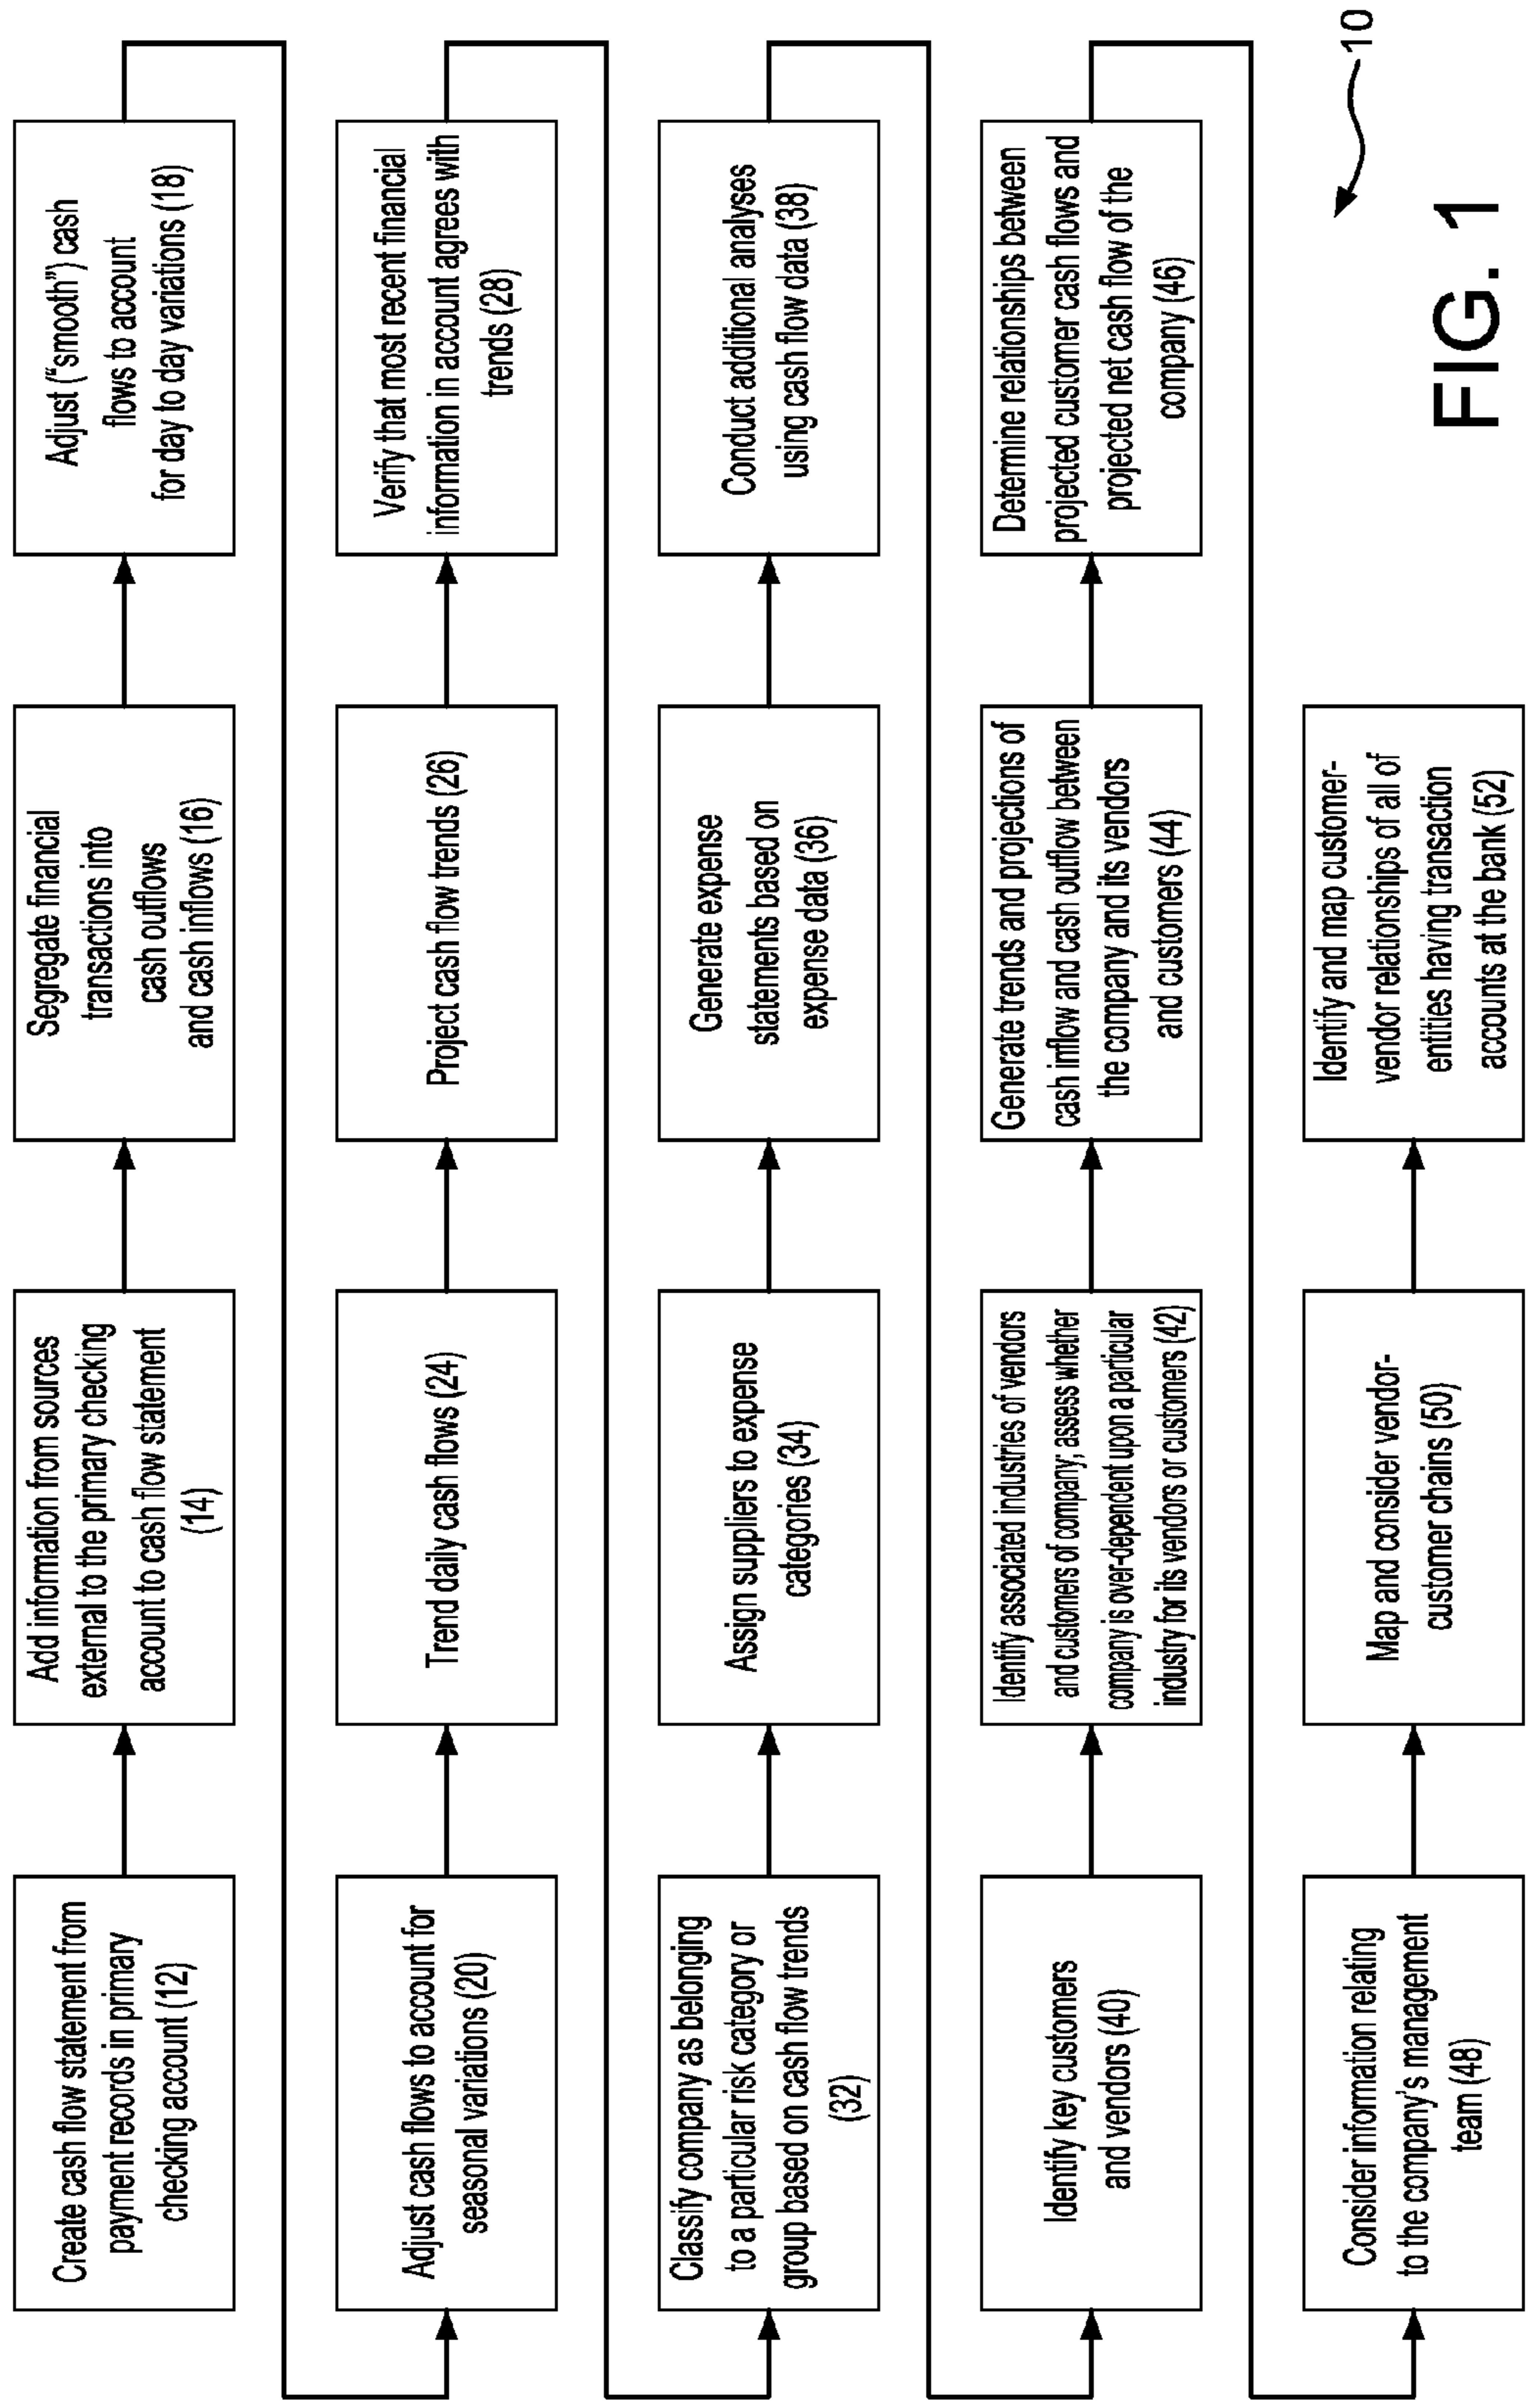 Create cash flow statement from
payment records in primary
checking account (12)
Add information from sources
external to the primary checking
account to cash flow statement
(14)
Segregate financial
transactions into
cash outflows
and cash inflows (16)
Adjust (“smooth”) cash
flows to account
for day to day variations (18)
Adjust cash flows to account for
seasonal variations (20)
Trend daily cash flows (24)
Project cash flow trends (26)
Verify that most recent financial
information in account agrees with
trends (28)
Classify company as belonging
to a particular risk category or
group based on cash flow trends
(32)
Assign suppliers to expense
categories (34)
Generate expense
statements based on
expense data (36)
Conduct additional analyses
using cash flow data (38)
Identify key customers
and vendors (40)
Identify associated industries of vendors
and customers of company; assess whether
company is over-dependent upon a particular
industry for its vendors or customers (42)
Generate trends and projections of
cash inflow and cash outflow between
the company and its vendors
and customers (44)
Determine relationships between
projected customer cash flows and
projected net cash flow of the
company (46)
Consider information relating
to the company's management
team (48)
Map and consider vendor-
customer chains (50)
Identify and map customer-
vendor relationships of all of
entities having transaction
accounts at the bank (52)
10
FIG. 1